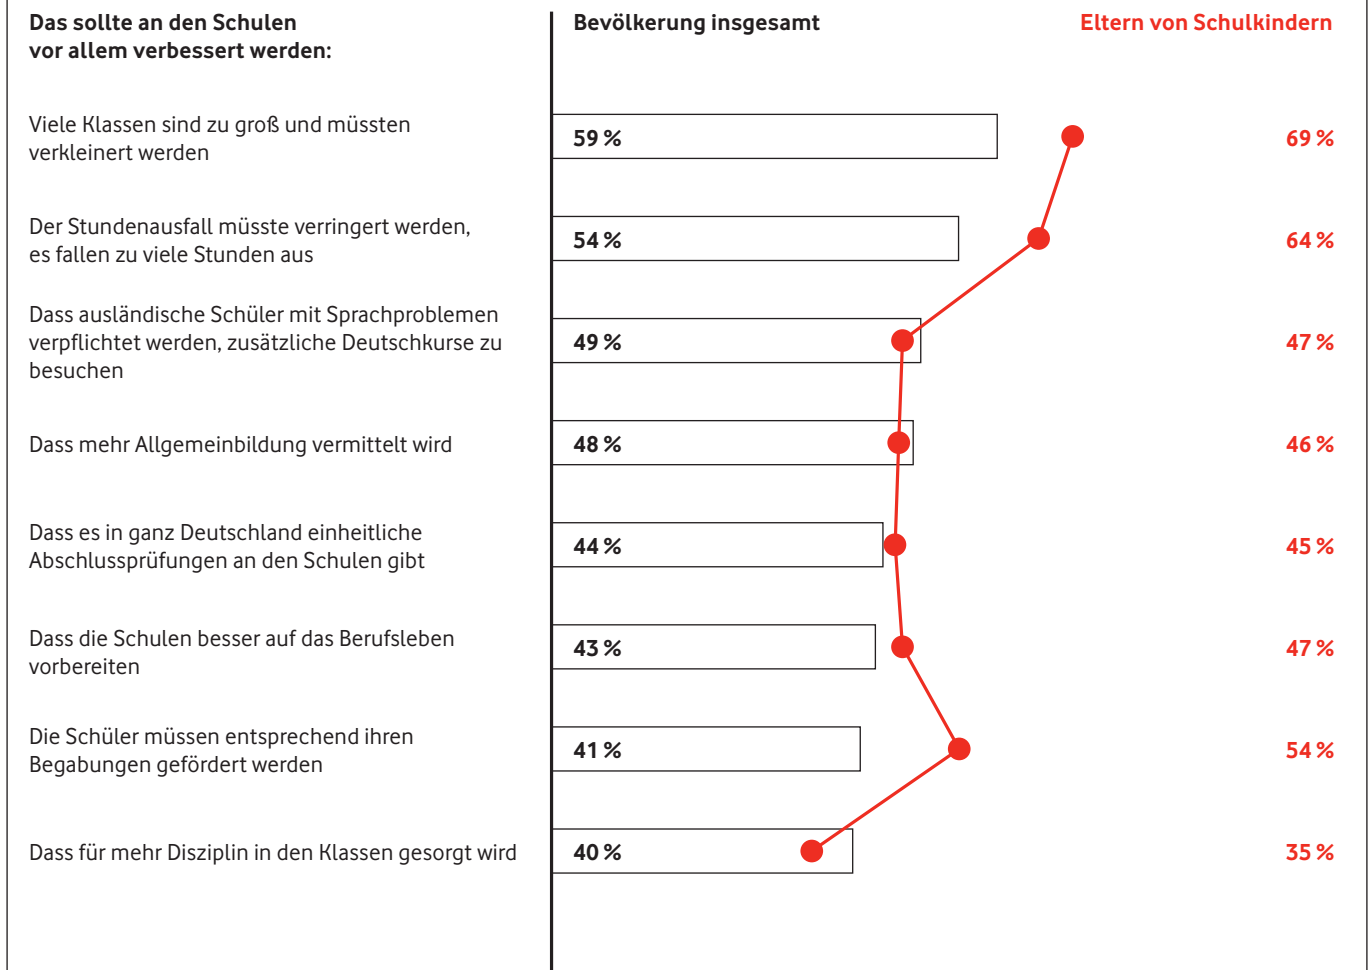 Das sollte an den Schulen
vor allem verbessert werden:
Bevölkerung insgesamt
Eltern von Schulkindern
Viele Klassen sind zu groß und müssten
verkleinert werden
59 %
69 %
Der Stundenausfall müsste verringert werden,
es fallen zu viele Stunden aus
54 %
64 %
Dass ausländische Schüler mit Sprachproblemen
verpflichtet werden, zusätzliche Deutschkurse zu
besuchen
49 %
47 %
Dass mehr Allgemeinbildung vermittelt wird
48 %
46 %
Dass es in ganz Deutschland einheitliche
Abschlussprüfungen an den Schulen gibt
44 %
45 %
Dass die Schulen besser auf das Berufsleben
vorbereiten
43 %
47 %
Die Schüler müssen entsprechend ihren
Begabungen gefördert werden
41 %
54 %
Dass für mehr Disziplin in den Klassen gesorgt wird
40 %
35 %